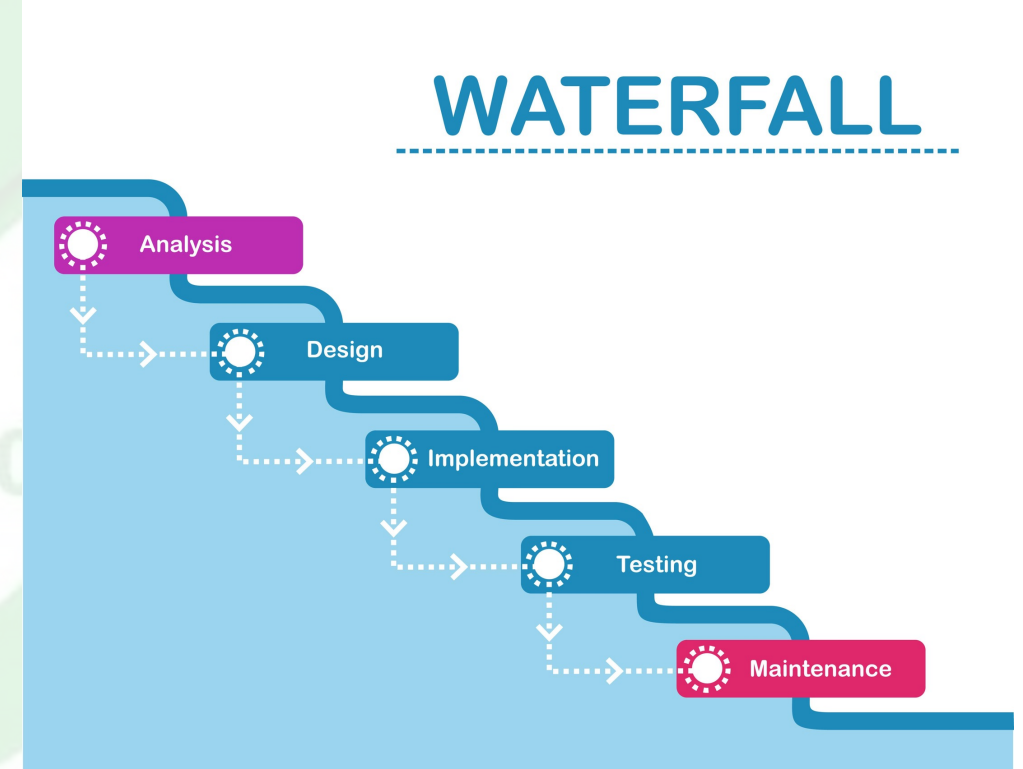 WATERFALL
Analysis
Design
Implementation
Testing
Maintenance